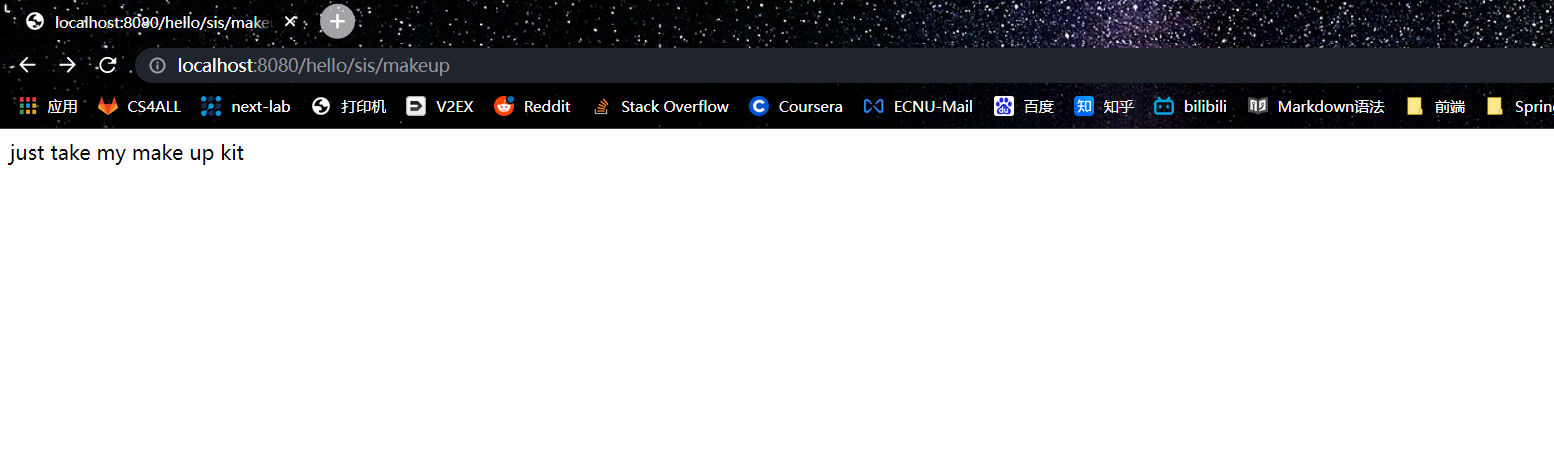 localhost:8080/hello/sis/make
localhost:8080/hello/sis/makeup
应用 CS4ALL next-lab 打印机 V2EX Reddit Stack Overflow Coursera ECNU-Mail 百度 知 知乎 bilibili Markdown语法 前端 Sprin
just take my make up kit